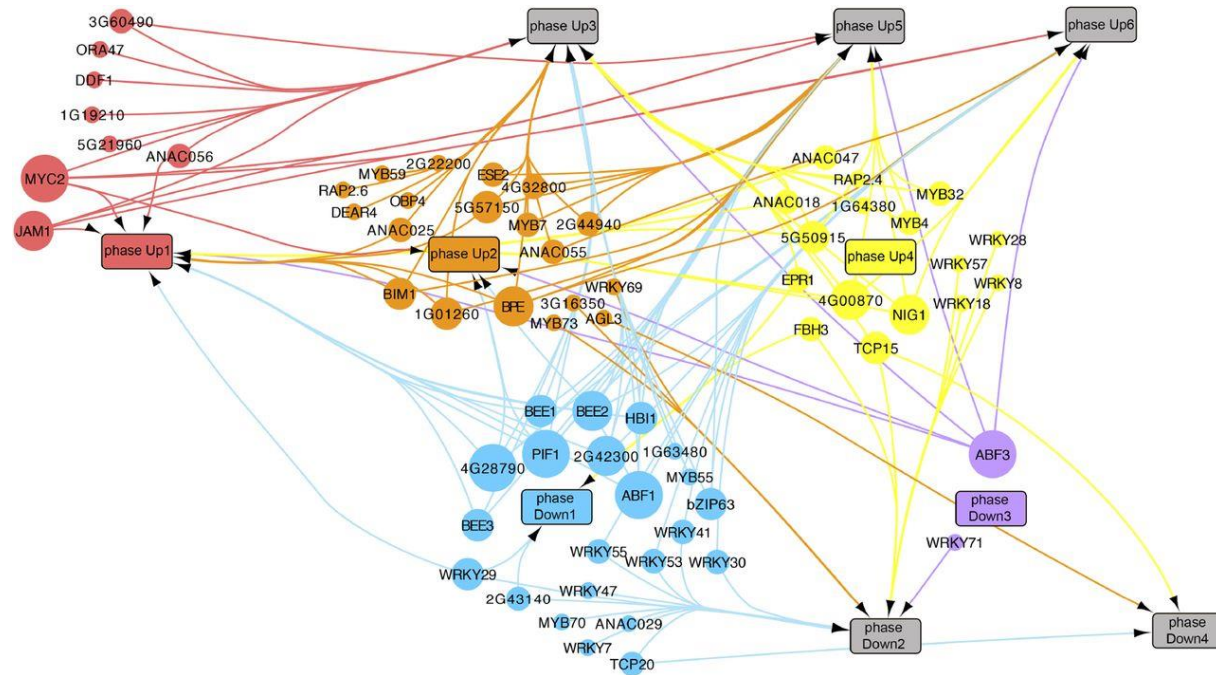 3G60490
phase Up3
phase Up5
phase Up6
ORA47
DDF1
1G19210
5G21960
ANAC056
MYC2
JAM1
phase Up1
2G22200
MYB59
RAP2.6
OBP4
DEAR4
ANAC025
ESE2
4G32800
5G57150
MYB7
2G44940
ANAC055
phase Up2
BIM1
1G01260
BPE
WRKY69
3G16350
MYB73
AGL3
ANAC047
RAP2.4
MYB32
ANAC018
1G64380
MYB4
5G50915
phase Up4
WRKY28
WRKY57
EPR1
WRKY8
4G00870
WRKY18
NIG1
FBH3
TCP15
BEE1
BEE2
HBI1
PIF1
2G42300
1G63480
4G28790
MYB55
ABF1
bZIP63
ABF3
phase
Down1
phase
Down3
BEE3
WRKY41
WRKY71
WRKY55
WRKY53
WRKY30
WRKY29
WRKY47
2G43140
MYB70
ANAC029
WRKY7
TCP20
phase
Down2
phase
Down4